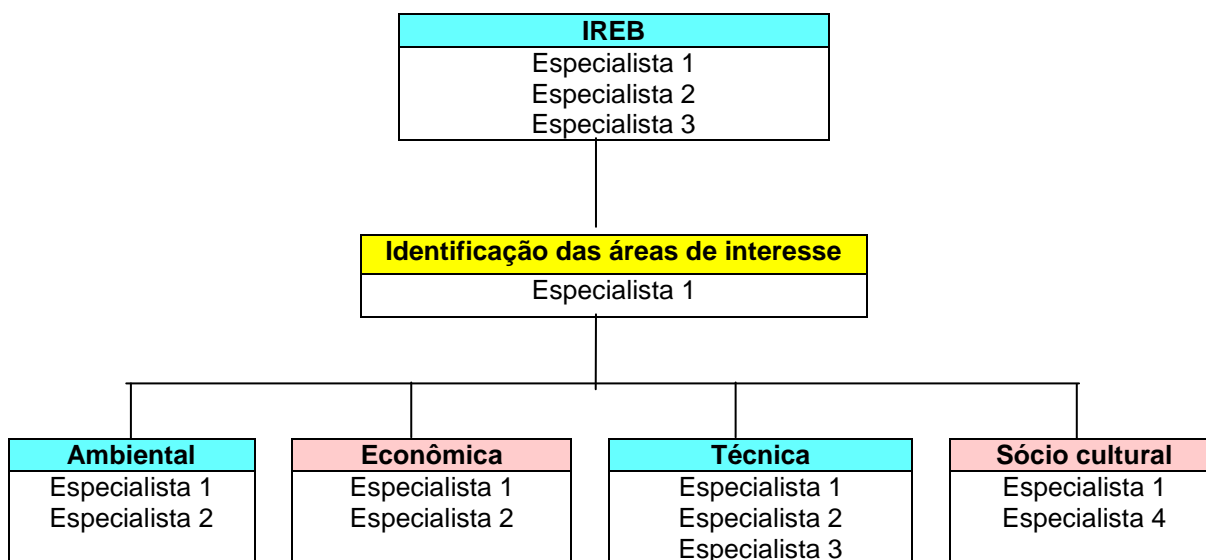 IREB
Especialista 1
Especialista 2
Especialista 3
Identificação das áreas de interesse
Especialista 1
Ambiental
Especialista 1
Especialista 2
Econômica
Especialista 1
Especialista 2
Técnica
Especialista 1
Especialista 2
Especialista 3
Sócio cultural
Especialista 1
Especialista 4